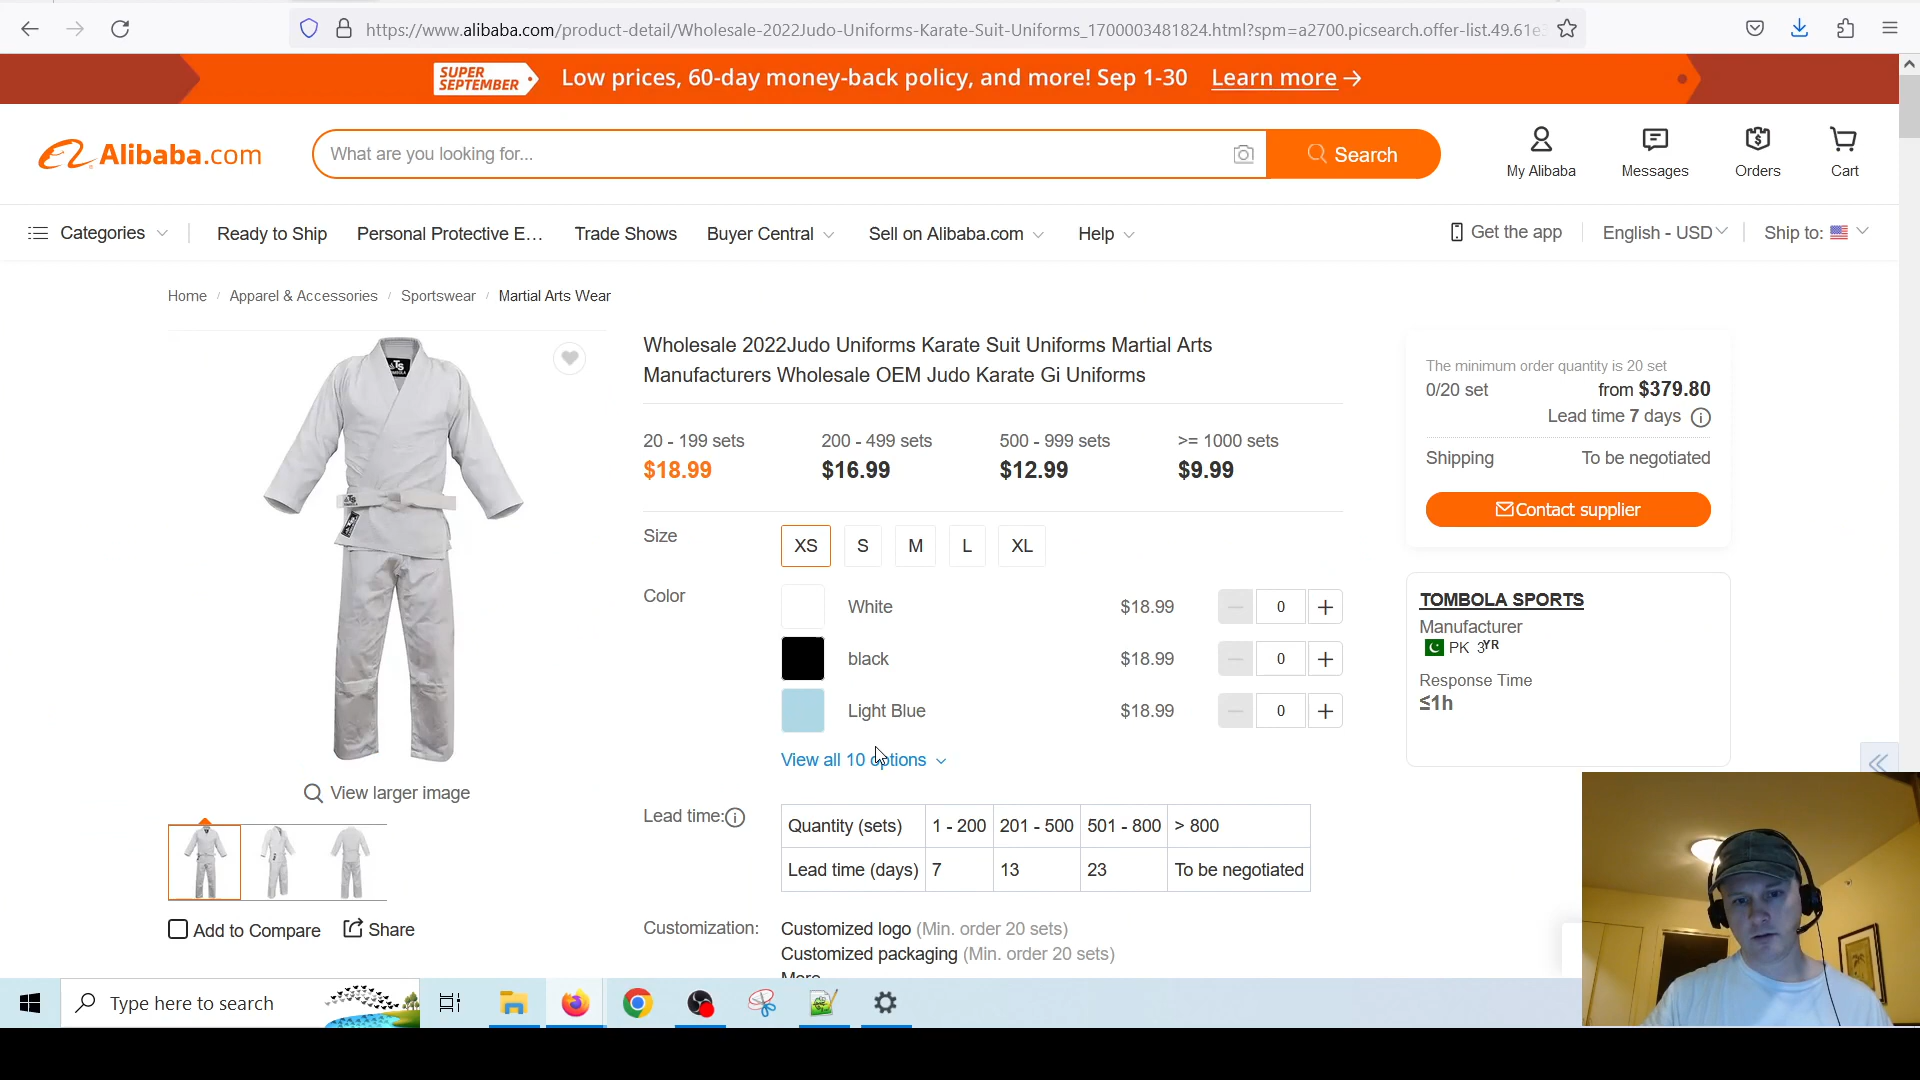 https://www.alibaba.com/product-detail/Wholesale-2022Judo-Uniforms-Karate-Suit-Uniforms_1700003481824.html?spm=a2700.picsearch.offer-list.49.61e
SUPER SEPTEMBER
Low prices, 60-day money-back policy, and more! Sep 1-30 Learn more →
Alibaba.com
What are you looking for...
Search
My Alibaba
Messages
Orders
Cart
Categories
Ready to Ship
Personal Protective E...
Trade Shows
Buyer Central
Sell on Alibaba.com
Help
Get the app
English - USD
Ship to:
Home / Apparel & Accessories / Sportswear / Martial Arts Wear
Wholesale 2022Judo Uniforms Karate Suit Uniforms Martial Arts
Manufacturers Wholesale OEM Judo Karate Gi Uniforms
20 - 199 sets 200 - 499 sets 500 - 999 sets >= 1000 sets
$18.99 $16.99 $12.99 $9.99
Size XS S M L XL
Color
White $18.99 0
black $18.99 0
Light Blue $18.99 0
View all 10 options
View larger image
Add to Compare
Share
Lead time:
Quantity (sets) 1 - 200 201 - 500 501 - 800 > 800
Lead time (days) 7 13 23 To be negotiated
Customization: Customized logo (Min. order 20 sets)
Customized packaging (Min. order 20 sets)
More
The minimum order quantity is 20 set
0/20 set from $379.80
Lead time 7 days
Shipping To be negotiated
Contact supplier
TOMBOLA SPORTS
Manufacturer
PK 3YR
Response Time
≤1h
Type here to search